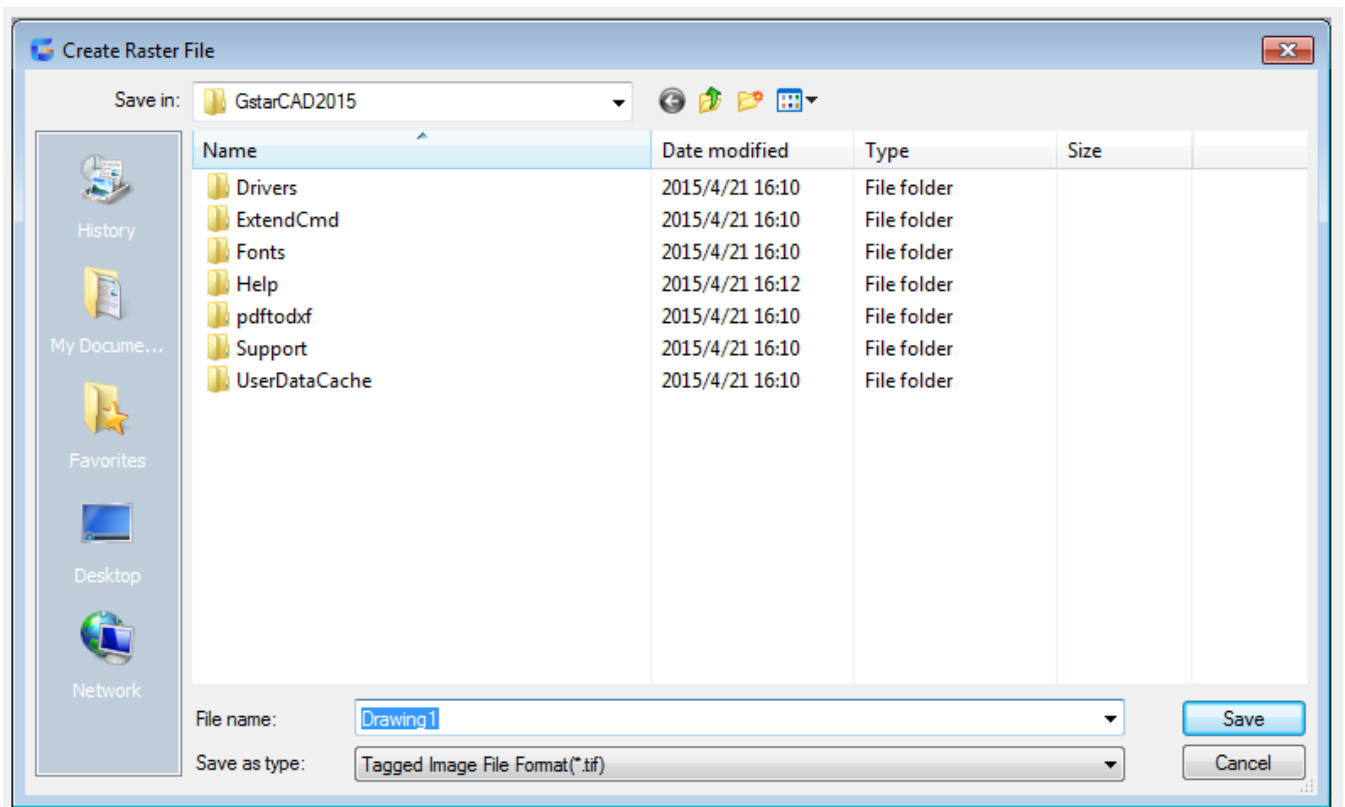 Create Raster File
Save in: GstarCAD2015
Name Date modified Type Size
Drivers 2015/4/21 16:10 File folder
ExtendCmd 2015/4/21 16:10 File folder
Fonts 2015/4/21 16:10 File folder
Help 2015/4/21 16:12 File folder
pdftodxf 2015/4/21 16:10 File folder
Support 2015/4/21 16:10 File folder
UserDataCache 2015/4/21 16:10 File folder
History
My Docume...
Favorites
Desktop
Network
File name: Drawing1 Save
Save as type: Tagged Image File Format(*.tif) Cancel